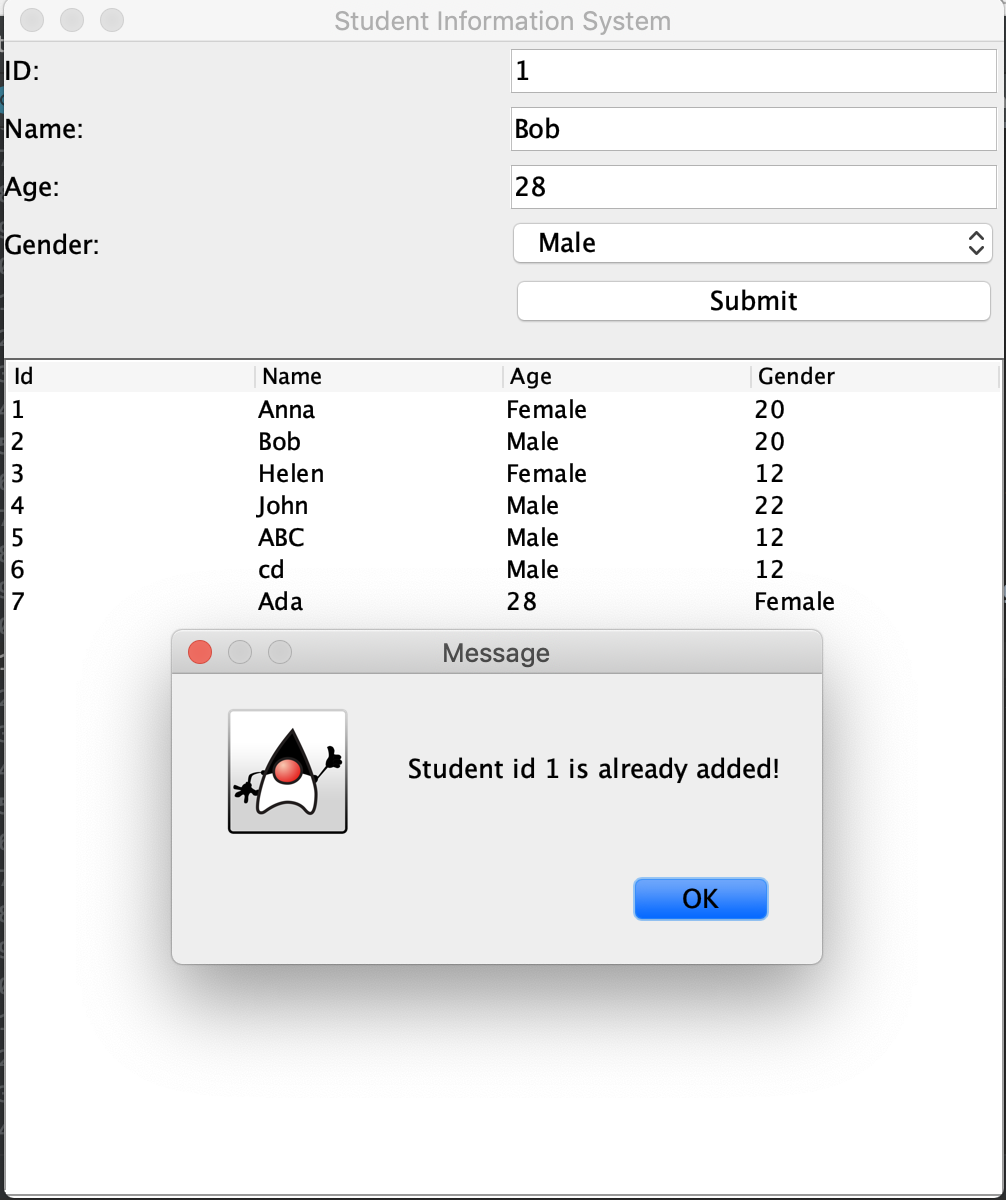 Student Information System
ID: 1
Name: Bob
Age: 28
Gender: Male
Submit
Id Name Age Gender
1 Anna Female 20
2 Bob Male 20
3 Helen Female 12
4 John Male 22
5 ABC Male 12
6 cd Male 12
7 Ada 28 Female
Message
Student id 1 is already added!
OK